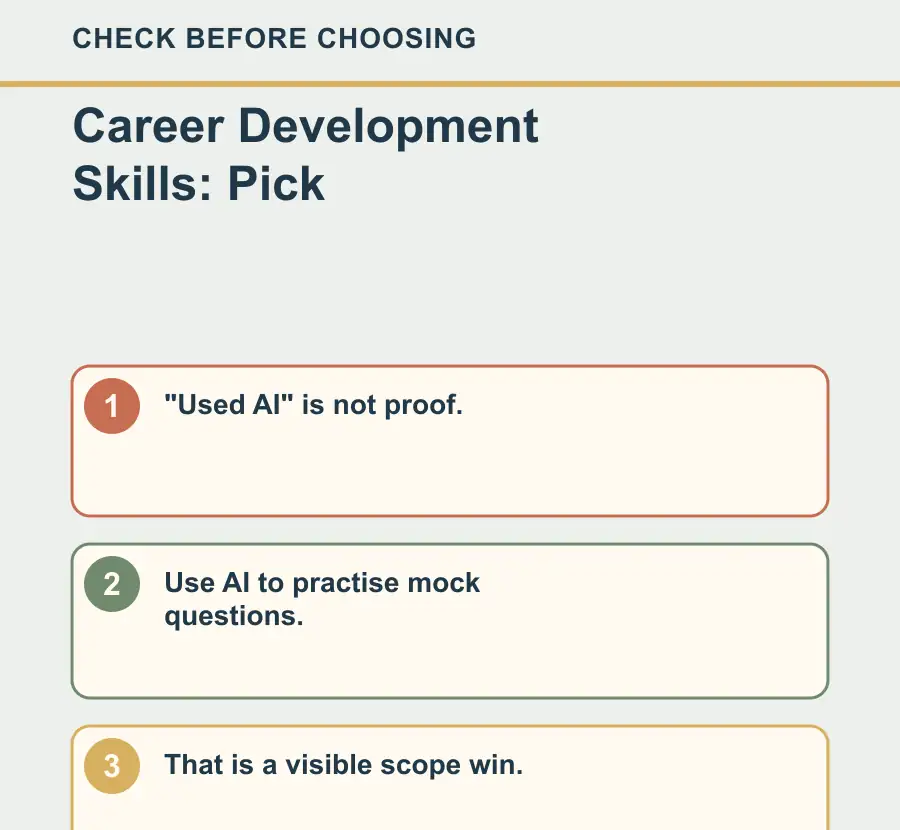 CHECK BEFORE CHOOSING
Career Development
Skills: Pick
1
"Used AI" is not proof.
2
Use AI to practise mock
questions.
3
That is a visible scope win.